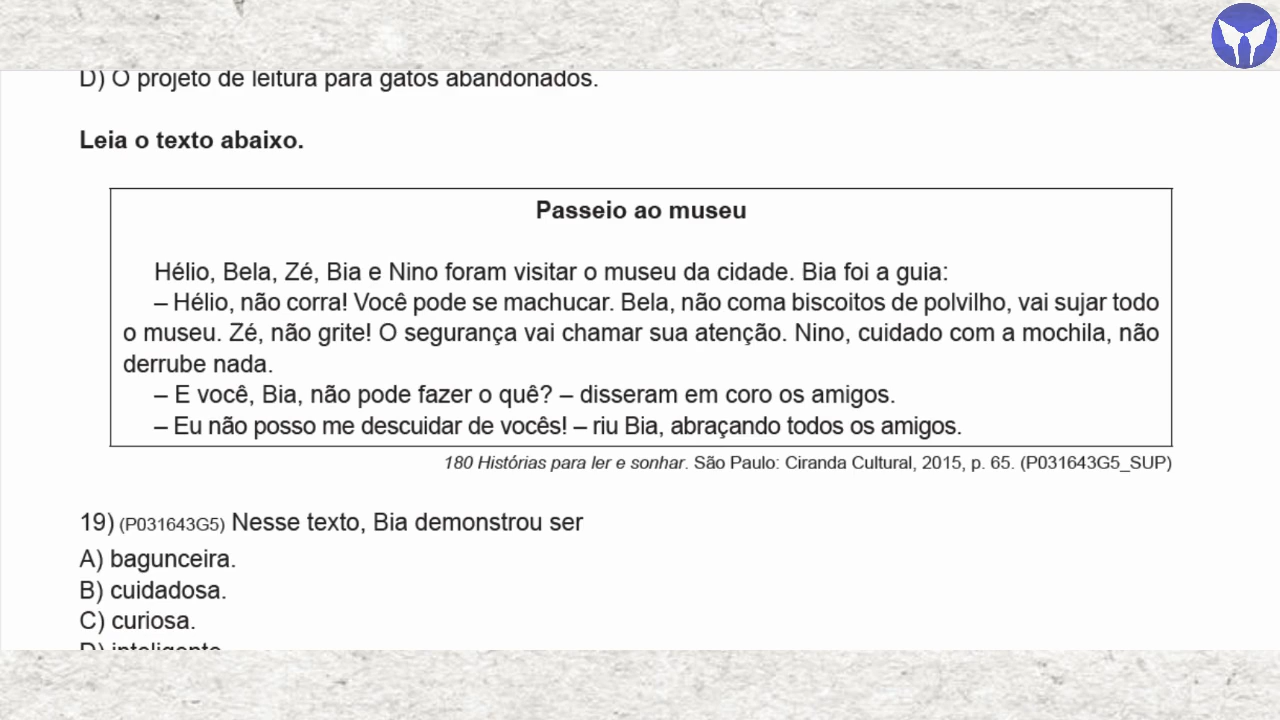 D) O projeto de leitura para gatos abandonados.
Leia o texto abaixo.
Passeio ao museu
Hélio, Bela, Zé, Bia e Nino foram visitar o museu da cidade. Bia foi a guia:
– Hélio, não corra! Você pode se machucar. Bela, não coma biscoitos de polvilho, vai sujar todo
o museu. Zé, não grite! O segurança vai chamar sua atenção. Nino, cuidado com a mochila, não
derrube nada.
– E você, Bia, não pode fazer o quê? – disseram em coro os amigos.
– Eu não posso me descuidar de vocês! – riu Bia, abraçando todos os amigos.
180 Histórias para ler e sonhar. São Paulo: Ciranda Cultural, 2015, p. 65. (P031643G5_SUP)
19) (P031643G5) Nesse texto, Bia demonstrou ser
A) bagunceira.
B) cuidadosa.
C) curiosa.
D) inteligente